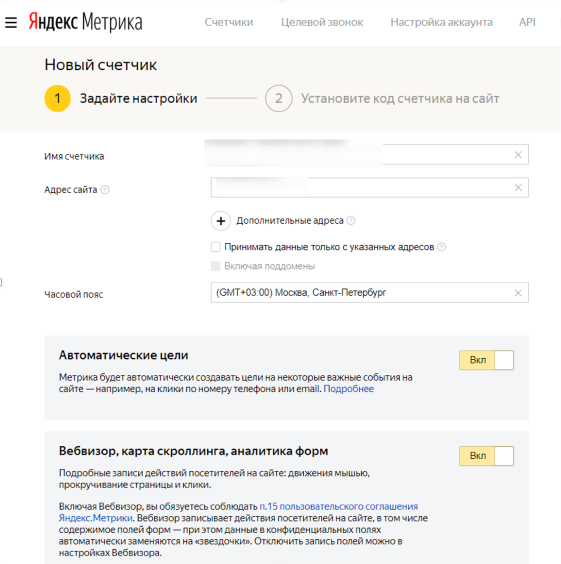 Яндекс Метрика Счетчики Целевой звонок Настройка аккаунта API
Новый счетчик
1 Задайте настройки 2 Установите код счетчика на сайт
Имя счетчика
Адрес сайта ?
+ Дополнительные адреса ?
Принимать данные только с указанных адресов ?
Включая поддомены
Часовой пояс (GMT+03:00) Москва, Санкт-Петербург
Автоматические цели Вкл
Метрика будет автоматически создавать цели на некоторые важные события на
сайте — например, на клики по номеру телефона или email. Подробнее
Вебвизор, карта скроллинга, аналитика форм Вкл
Подробные записи действий посетителей на сайте: движения мышью,
прокручивание страницы и клики.
Включая Вебвизор, вы обязуетесь соблюдать п.15 пользовательского соглашения
Яндекс.Метрики. Вебвизор записывает действия посетителей на сайте, в том числе
содержимое полей форм — при этом данные в конфиденциальных полях
автоматически заменяются на «звездочки». Отключить запись полей можно в
настройках Вебвизора.